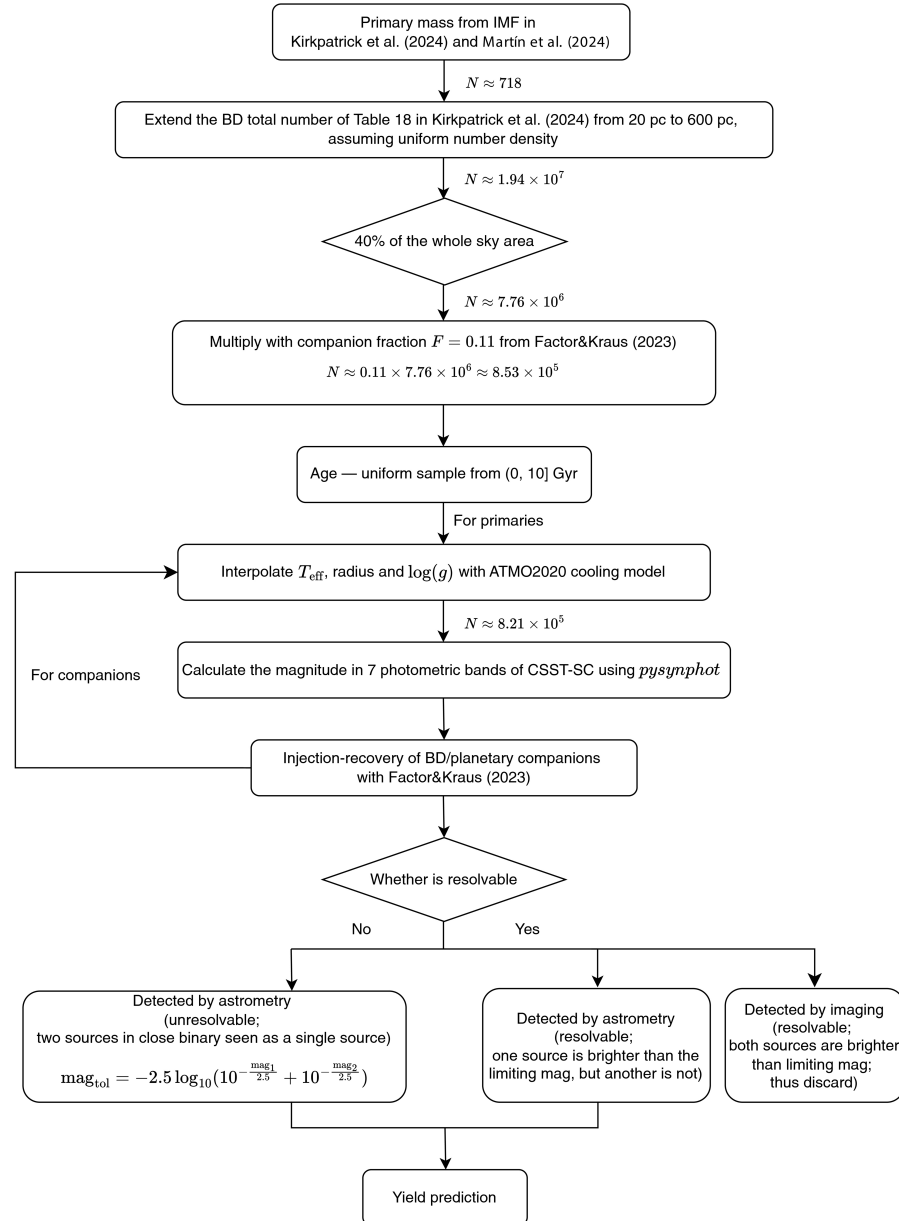 Primary mass from IMF in
Kirkpatrick et al. (2024) and Martín et al. (2024)
N ≈ 718
Extend the BD total number of Table 18 in Kirkpatrick et al. (2024) from 20 pc to 600 pc,
assuming uniform number density
N ≈ 1.94 × 10^7
40% of the whole sky area
N ≈ 7.76 × 10^6
Multiply with companion fraction F = 0.11 from Factor&Kraus (2023)
N ≈ 0.11 × 7.76 × 10^6 ≈ 8.53 × 10^5
Age — uniform sample from (0, 10] Gyr
For primaries
Interpolate T_eff, radius and log(g) with ATMO2020 cooling model
N ≈ 8.21 × 10^5
Calculate the magnitude in 7 photometric bands of CSST-SC using pysynphot
For companions
Injection-recovery of BD/planetary companions
with Factor&Kraus (2023)
Whether is resolvable
No
Yes
Detected by astrometry
(unresolvable;
two sources in close binary seen as a single source)
mag_tol = −2.5 log_10(10^(−mag_1/2.5) + 10^(−mag_2/2.5))
Detected by astrometry
(resolvable;
one source is brighter than the
limiting mag, but another is not)
Detected by imaging
(resolvable;
both sources are brighter
than limiting mag;
thus discard)
Yield prediction